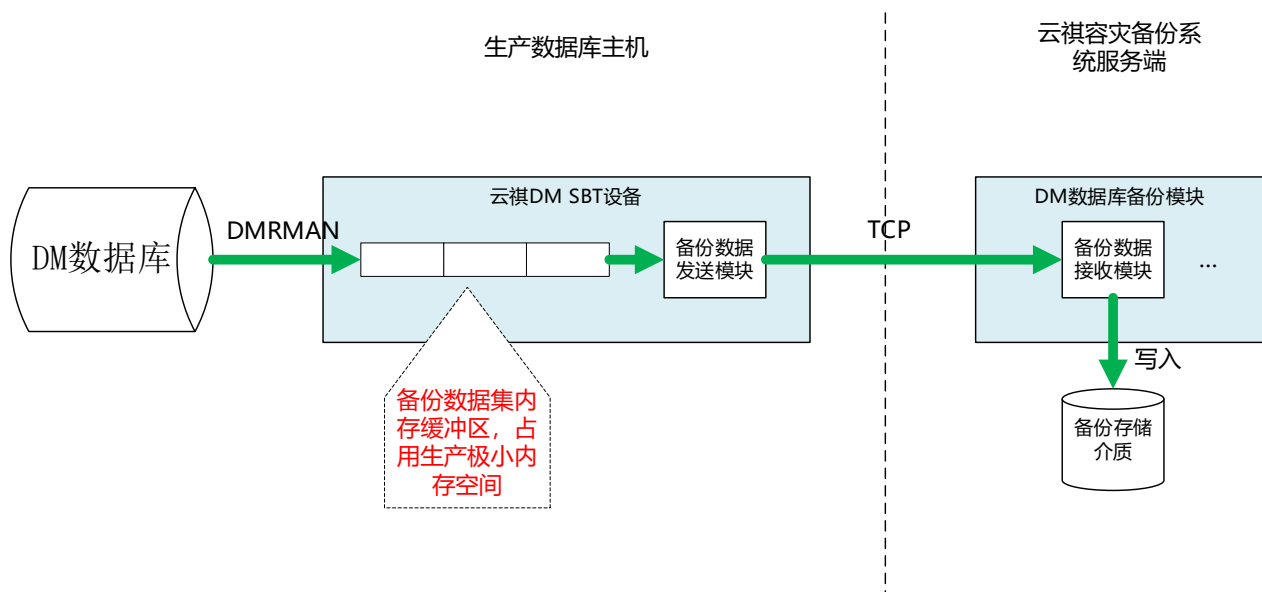 生产数据库主机
云祺容灾备份系
统服务端
云祺DM SBT设备
DM数据库备份模块
DM数据库
DMRMAN
备份数据
发送模块
TCP
备份数据
接收模块
...
写入
备份数据集内
存缓冲区，占
用生产极小内
存空间
备份存储
介质